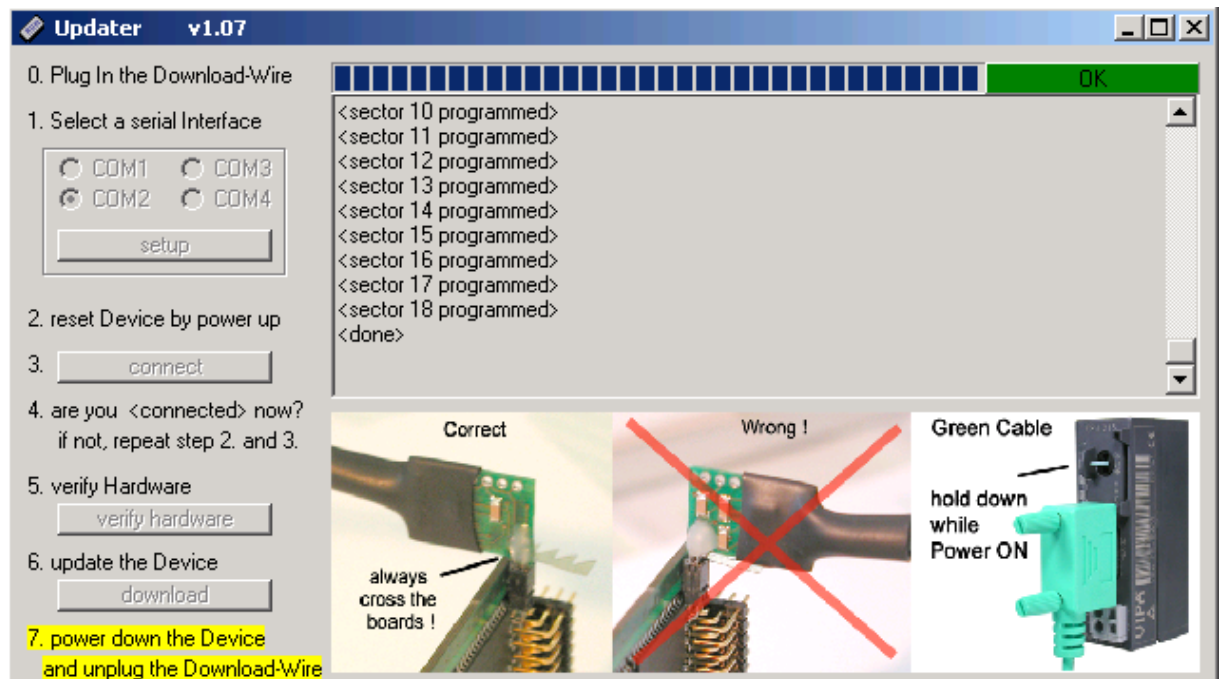 Updater v1.07
0. Plug In the Download-Wire
1. Select a serial Interface
COM1 COM3
COM2 COM4
setup
2. reset Device by power up
3. connect
4. are you <connected> now?
if not, repeat step 2. and 3.
5. verify Hardware
verify hardware
6. update the Device
download
7. power down the Device
and unplug the Download-Wire
OK
<sector 10 programmed>
<sector 11 programmed>
<sector 12 programmed>
<sector 13 programmed>
<sector 14 programmed>
<sector 15 programmed>
<sector 16 programmed>
<sector 17 programmed>
<sector 18 programmed>
<done>
Correct
always
cross the
boards !
Wrong !
Green Cable
hold down
while
Power ON
VIPA